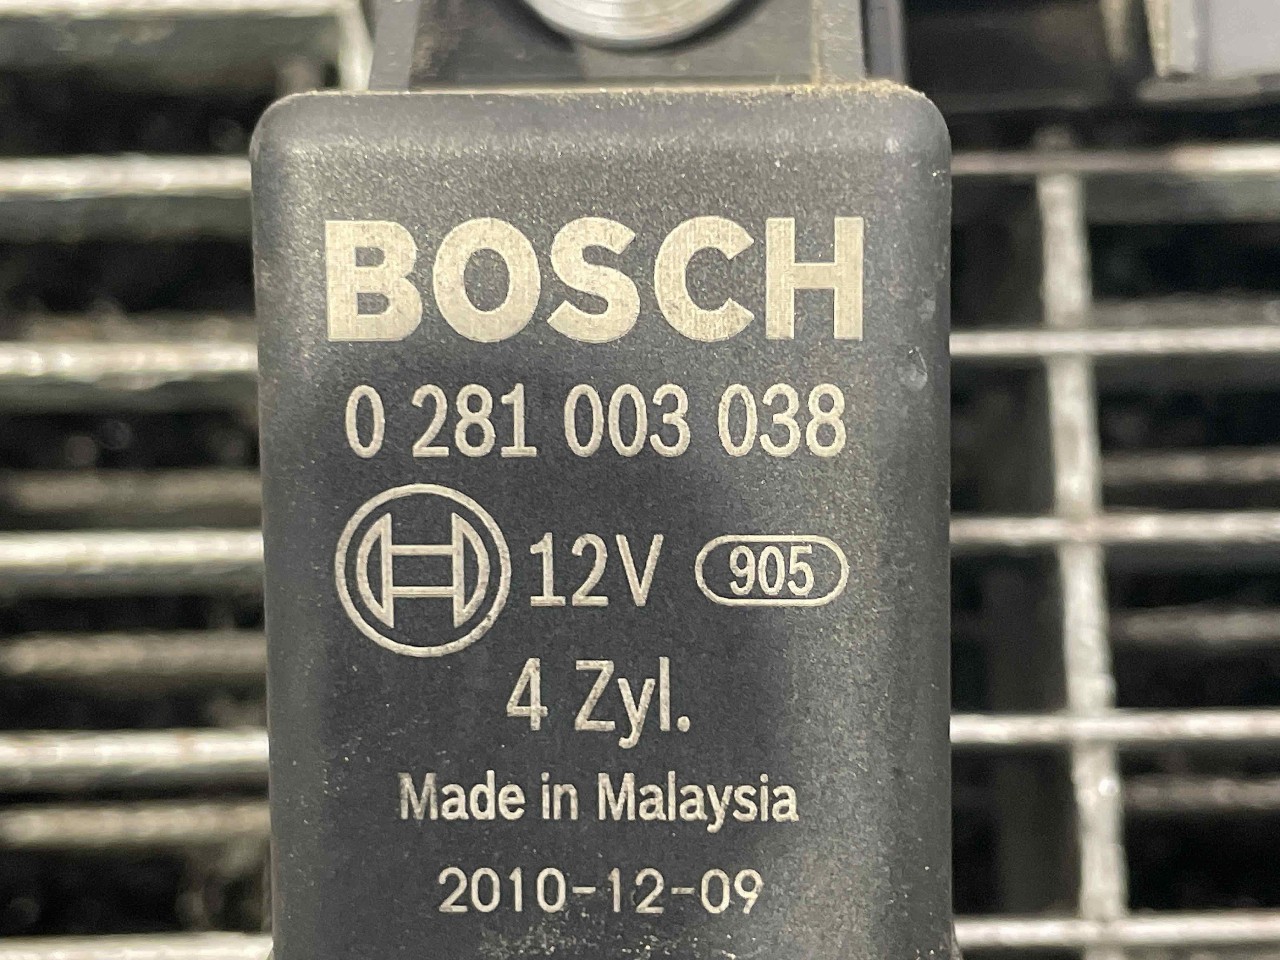 BOSCH
0 281 003 038
12V 905
4 Zyl.
Made in Malaysia
2010-12-09